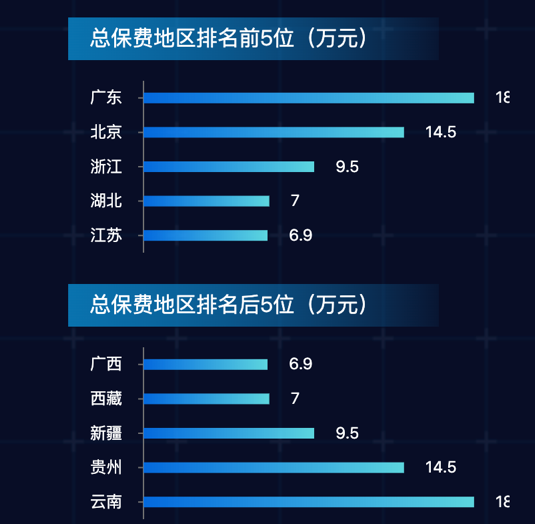 总保费地区排名前5位（万元）
广东 18
北京 14.5
浙江 9.5
湖北 7
江苏 6.9
总保费地区排名后5位（万元）
广西 6.9
西藏 7
新疆 9.5
贵州 14.5
云南 18